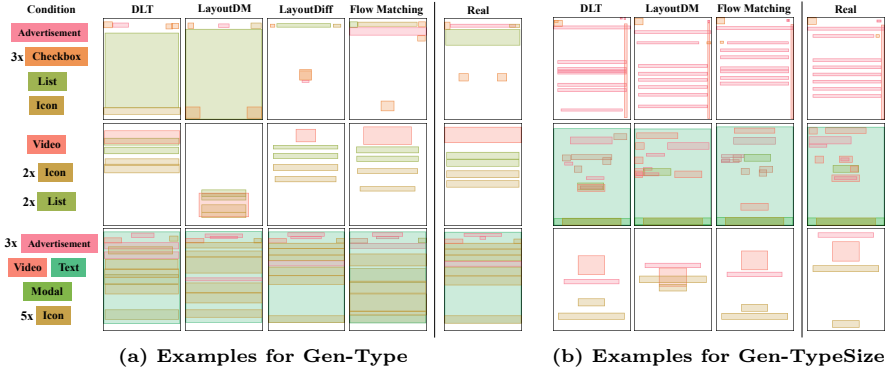 Condition DLT LayoutDM LayoutDiff Flow Matching Real
Advertisement
3x Checkbox
List
Icon
Video
2x Icon
2x List
3x Advertisement
Video Text
Modal
5x Icon
(a) Examples for Gen-Type
DLT LayoutDM Flow Matching Real
(b) Examples for Gen-TypeSize